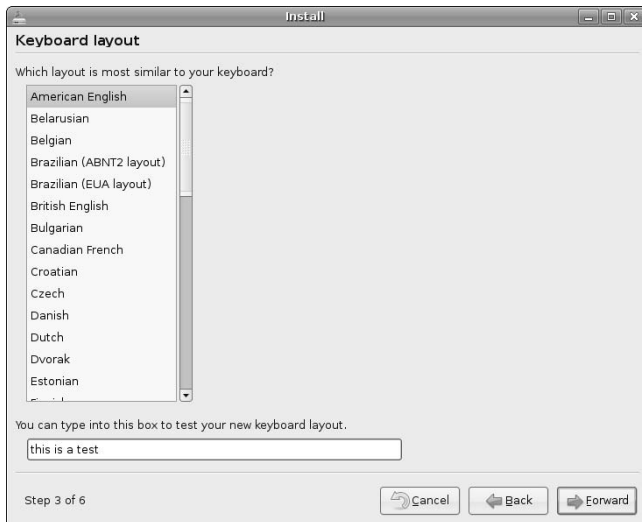 Install
Keyboard layout
Which layout is most similar to your keyboard?
American English
Belarusian
Belgian
Brazilian (ABNT2 layout)
Brazilian (EUA layout)
British English
Bulgarian
Canadian French
Croatian
Czech
Danish
Dutch
Dvorak
Estonian
You can type into this box to test your new keyboard layout.
this is a test
Step 3 of 6
Cancel
Back
Forward